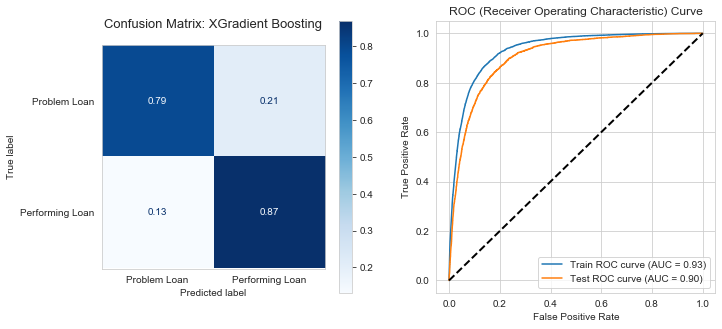 Confusion Matrix: XGradient Boosting
True label
Problem Loan
Performing Loan
0.79
0.21
0.13
0.87
Problem Loan
Performing Loan
Predicted label
0.8
0.7
0.6
0.5
0.4
0.3
0.2
ROC (Receiver Operating Characteristic) Curve
True Positive Rate
1.0
0.8
0.6
0.4
0.2
0.0
0.0
0.2
0.4
0.6
0.8
1.0
False Positive Rate
Train ROC curve (AUC = 0.93)
Test ROC curve (AUC = 0.90)